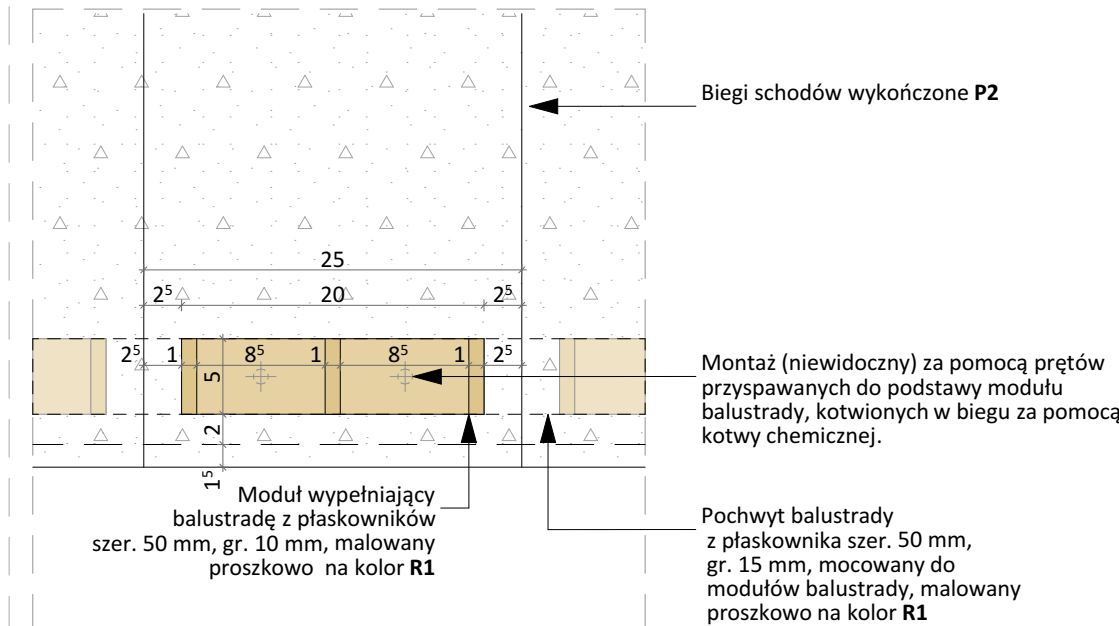 Biegi schodów wykończone P2
25
2⁵ 20 2⁵
2⁵ 1 8⁵ 1 8⁵ 1 2⁵
5
2
1⁵
Montaż (niewidoczny) za pomocą prętów
przyspawanych do podstawy modułu
balustrady, kotwionych w biegu za pomocą
kotwy chemicznej.
Moduł wypełniający
balustradę z płaskowników
szer. 50 mm, gr. 10 mm, malowany
proszkowo na kolor R1
Pochwyt balustrady
z płaskownika szer. 50 mm,
gr. 15 mm, mocowany do
modułów balustrady, malowany
proszkowo na kolor R1